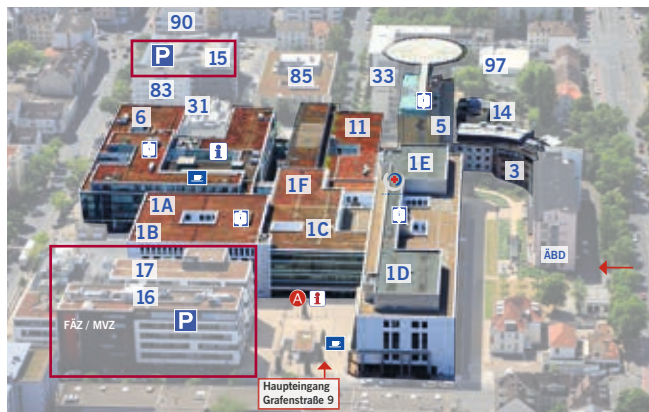 90
P
15
83
85
33
97
31
14
6
11
5
i
1E
3
1F
1A
1C
1B
ÄBD
17
1D
16
A
i
FÄZ / MVZ
P
Haupteingang
Grafenstraße 9